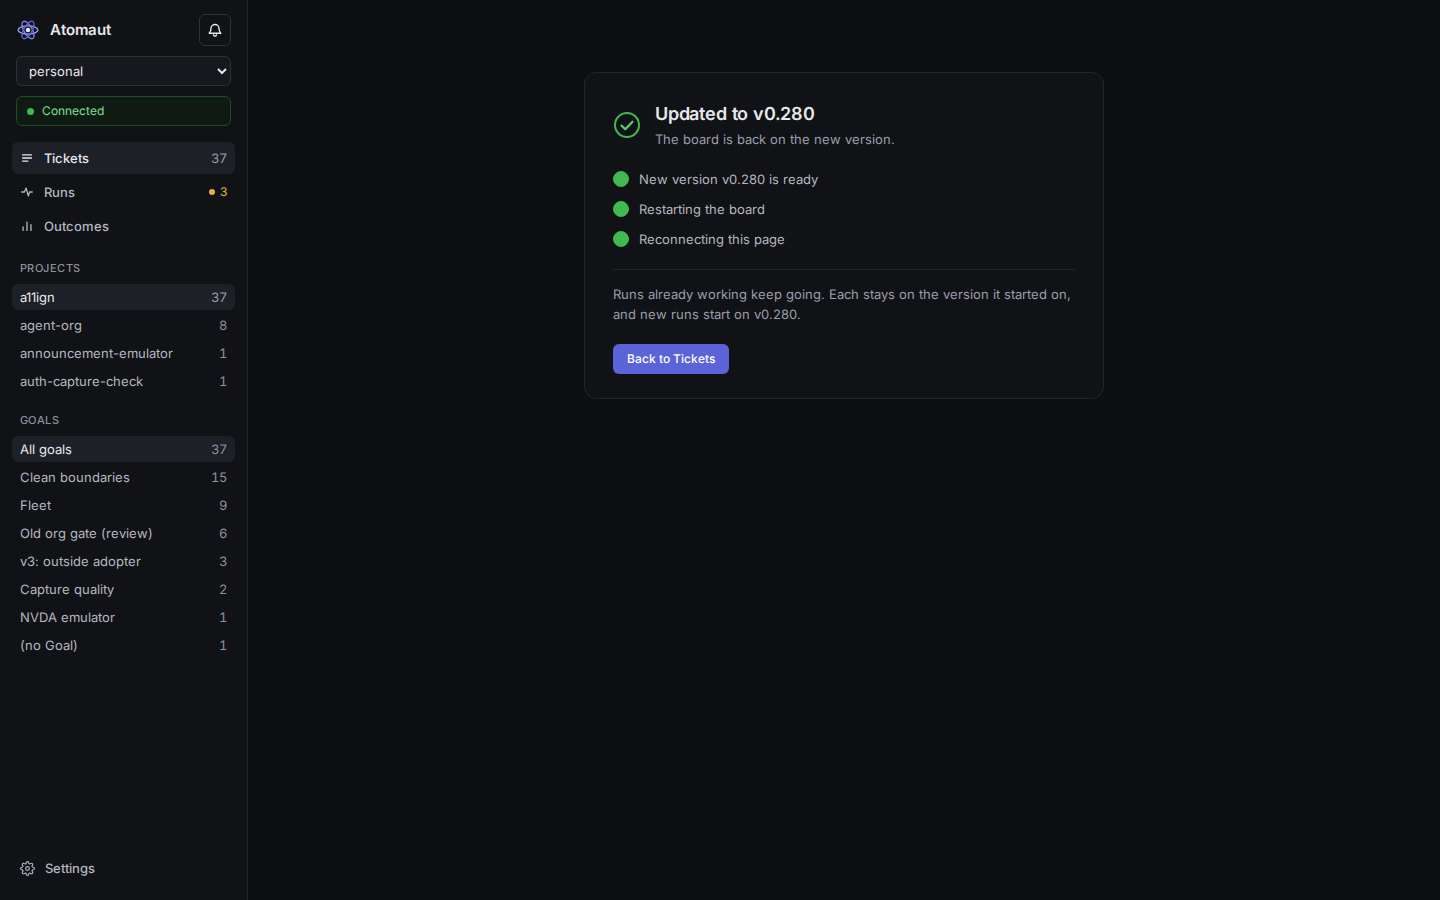 Atomaut
personal
Connected
Tickets 37
Runs 3
Outcomes
PROJECTS
a11ign 37
agent-org 8
announcement-emulator 1
auth-capture-check 1
GOALS
All goals 37
Clean boundaries 15
Fleet 9
Old org gate (review) 6
v3: outside adopter 3
Capture quality 2
NVDA emulator 1
(no Goal) 1
Settings
Updated to v0.280
The board is back on the new version.
New version v0.280 is ready
Restarting the board
Reconnecting this page
Runs already working keep going. Each stays on the version it started on,
and new runs start on v0.280.
Back to Tickets